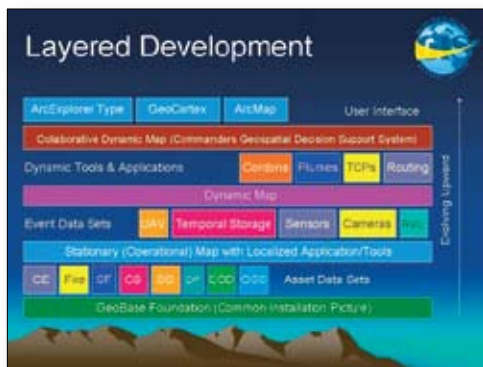 Layered Development
ArcExplorer Type GeoCortex ArcMap User Interface
Collaborative Dynamic Map (Commanders Geospatial Decision Support System)
Dynamic Tools & Applications Cordons Plumes TCPs Routing
Dynamic Map
Event Data Sets UAV Temporal Storage Sensors Cameras
Stationary (Operational) Map with Localized Application/Tools
CE Fire SF CS EOD Asset Data Sets
GeoBase Foundation (Common Installation Picture)
Evolving Upward